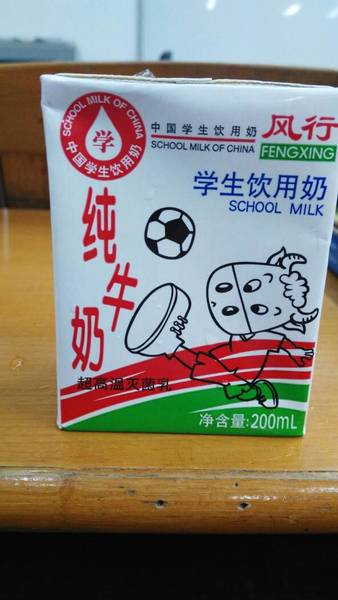 SCHOOL MILK OF CHINA
学
中国学生饮用奶
中国学生饮用奶
SCHOOL MILK OF CHINA
风行
FENGXING
学生饮用奶
SCHOOL MILK
纯牛奶
超高温灭菌乳
净含量:200mL